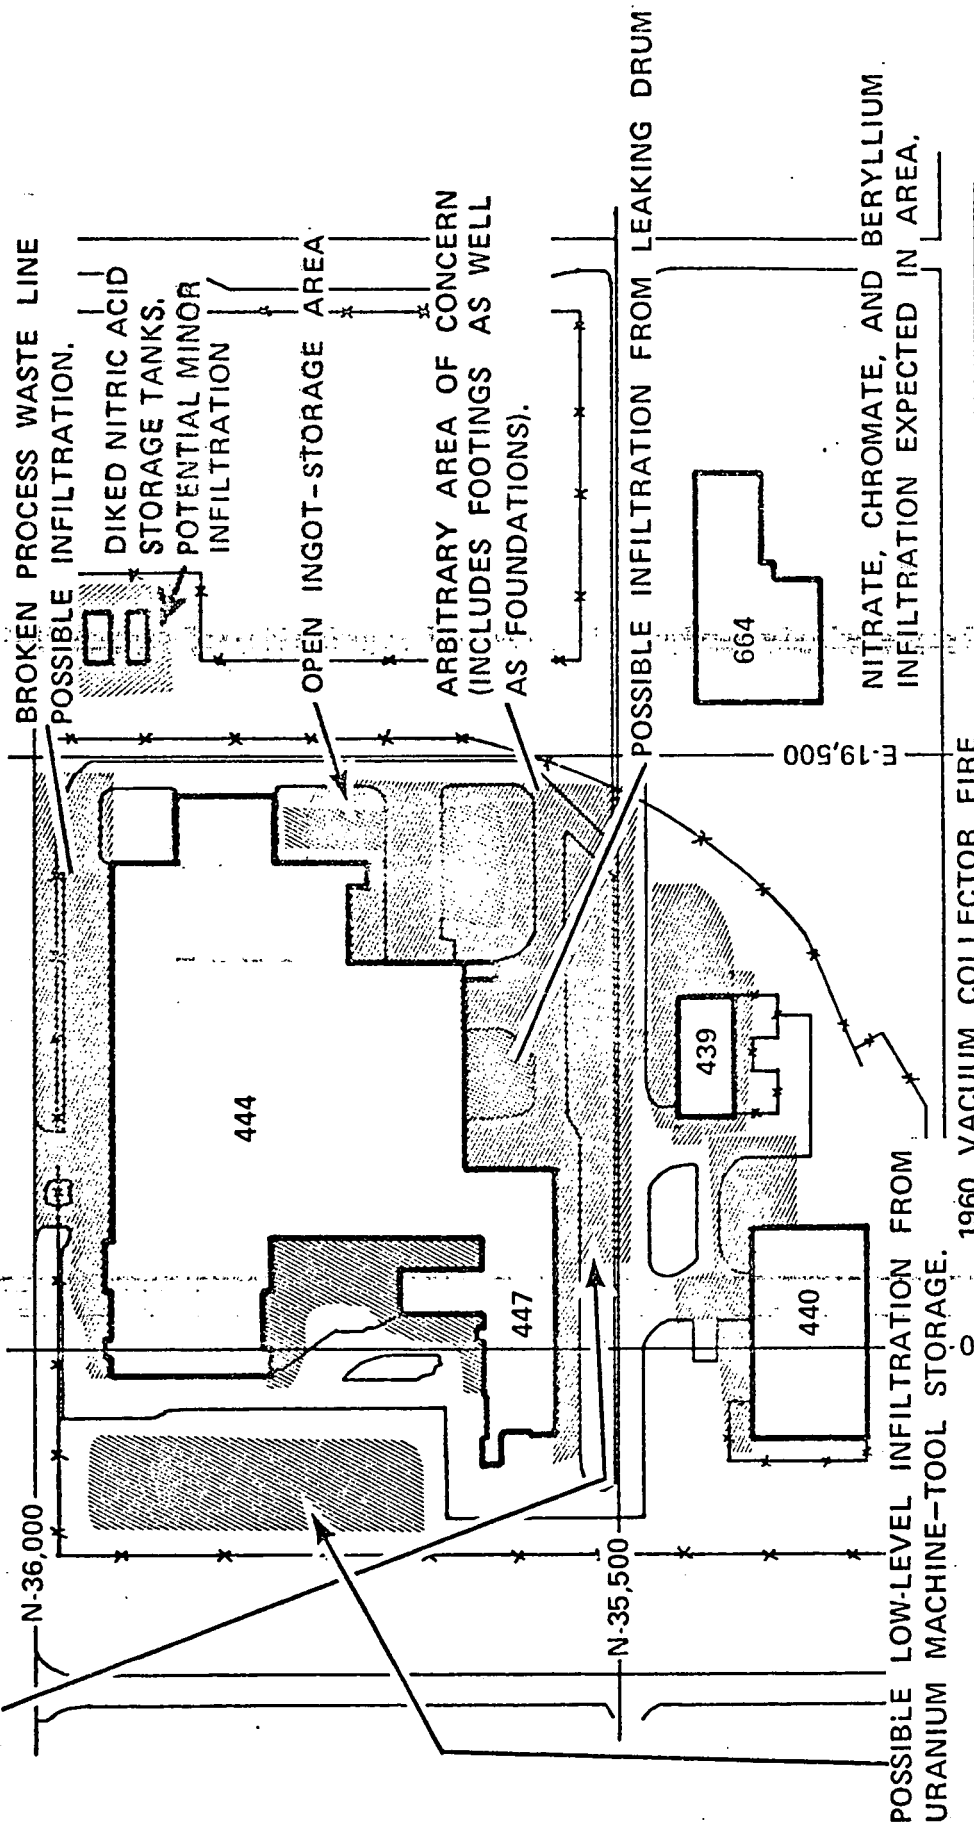 BROKEN PROCESS WASTE LINE
POSSIBLE INFILTRATION.
DIKED NITRIC ACID
STORAGE TANKS.
POTENTIAL MINOR
INFILTRATION
OPEN INGOT-STORAGE AREA
ARBITRARY AREA OF CONCERN
(INCLUDES FOOTINGS AS WELL
AS FOUNDATIONS).
POSSIBLE INFILTRATION FROM LEAKING DRUM
NITRATE, CHROMATE, AND BERYLLIUM
INFILTRATION EXPECTED IN AREA.
N-36,000
444
447
N-35,500
439
440
664
E-19,500
POSSIBLE LOW-LEVEL INFILTRATION FROM
URANIUM MACHINE-TOOL STORAGE.
1960 VACUUM COLLECTOR FIRE